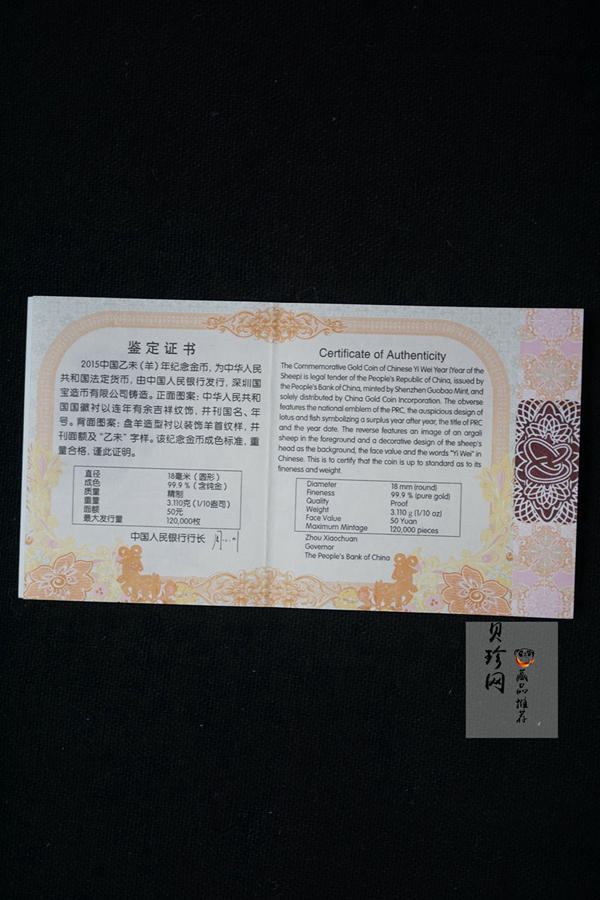 鉴定证书
2015中国乙未(羊)年纪念金币，为中华人民
共和国法定货币，由中国人民银行发行，深圳国
宝造币有限公司铸造。正面图案：中华人民共和
国国徽衬以连年有余吉祥纹饰，并刊国名、年
号。背面图案：盘羊造型衬以装饰羊首纹样，并
刊面额及“乙未”字样。该纪念金币成色标准，重
量合格，谨此证明。
直径 18毫米（圆形）
成色 99.9 %（含纯金）
质量 精制
重量 3.110克(1/10盎司)
面额 50元
最大发行量 120,000枚
中国人民银行行长
Certificate of Authenticity
The Commemorative Gold Coin of Chinese Yi Wei Year (Year of the
Sheep) is legal tender of the People's Republic of China, issued by
the People's Bank of China, minted by Shenzhen Guobao Mint, and
solely distributed by China Gold Coin Incorporation. The obverse
features the national emblem of the PRC, the auspicious design of
lotus and fish symbolizing a surplus year after year, the title of PRC
and the year date. The reverse features an image of an argali
sheep in the foreground and a decorative design of the sheep's
head as the background, the face value and the words "Yi Wei" in
Chinese. This is to certify that the coin is up to standard as to its
fineness and weight.
Diameter 18 mm (round)
Fineness 99.9 % (pure gold)
Quality Proof
Weight 3.110 g (1/10 oz)
Face Value 50 Yuan
Maximum Mintage 120,000 pieces
Zhou Xiaochuan
Governor
The People's Bank of China
贝珍网
藏品推荐